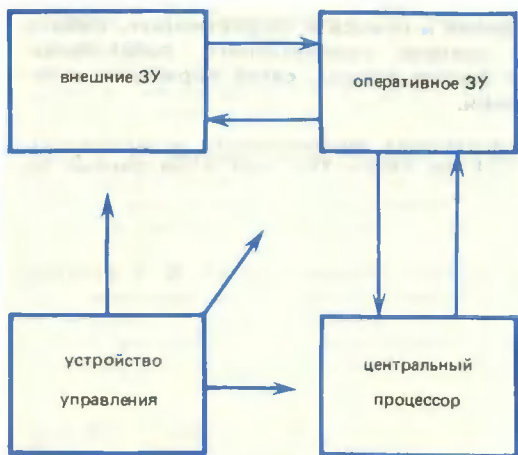 внешние ЗУ
оперативное ЗУ
устройство
управления
центральный
процессор